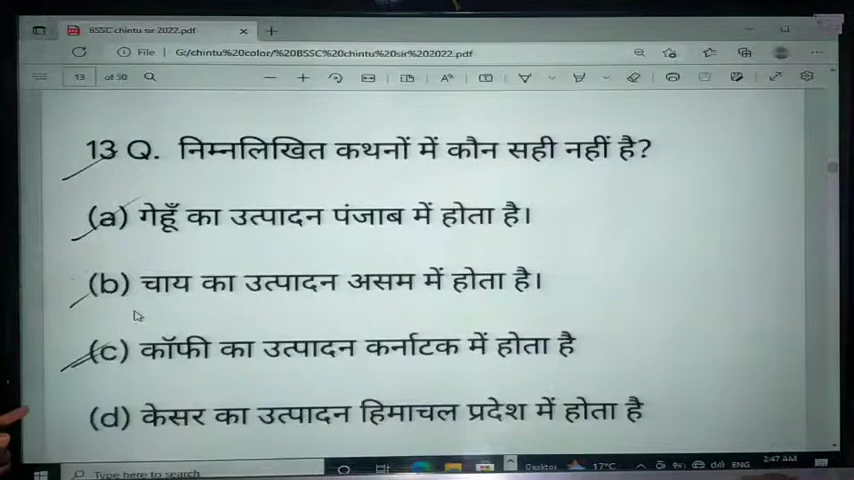 BSSC chintu sir 2022.pdf
File
G:/chintu%20color/%20BSSC%20chintu%20sir%202022.pdf
13 of 50
13 Q. निम्नलिखित कथनों में कौन सही नहीं है?
(a) गेहूँ का उत्पादन पंजाब में होता है।
(b) चाय का उत्पादन असम में होता है।
(c) कॉफी का उत्पादन कर्नाटक में होता है
(d) केसर का उत्पादन हिमाचल प्रदेश में होता है
Type here to search
Desktop
17°C
ENG
2:47 AM